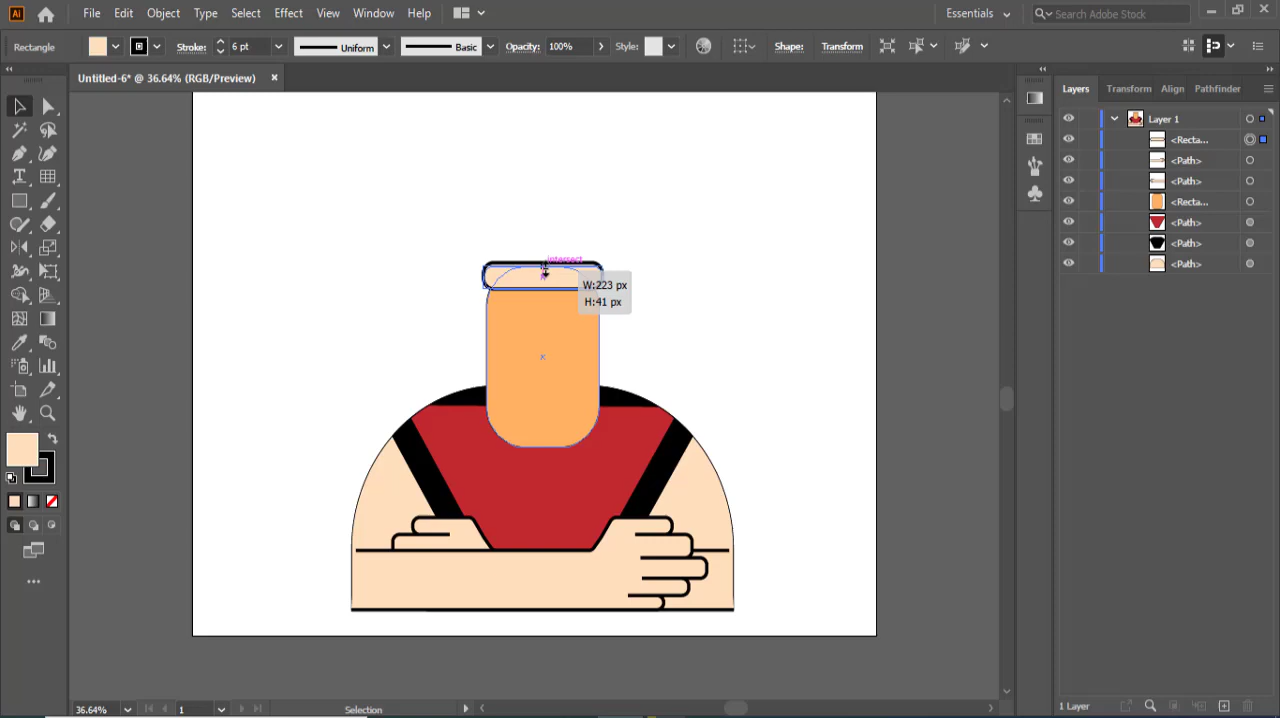 Ai File Edit Object Type Select Effect View Window Help Essentials Search Adobe Stock
Rectangle Stroke: 6 pt Uniform Basic Opacity: 100% Style: Shape: Transform
Untitled-6* @ 36.64% (RGB/Preview) ×
Layers Transform Align Pathfinder
Layer 1
<Recta...
<Path>
<Path>
<Recta...
<Path>
<Path>
<Path>
intersect
W:223 px
H:41 px
36.64% 1 Selection
1 Layer